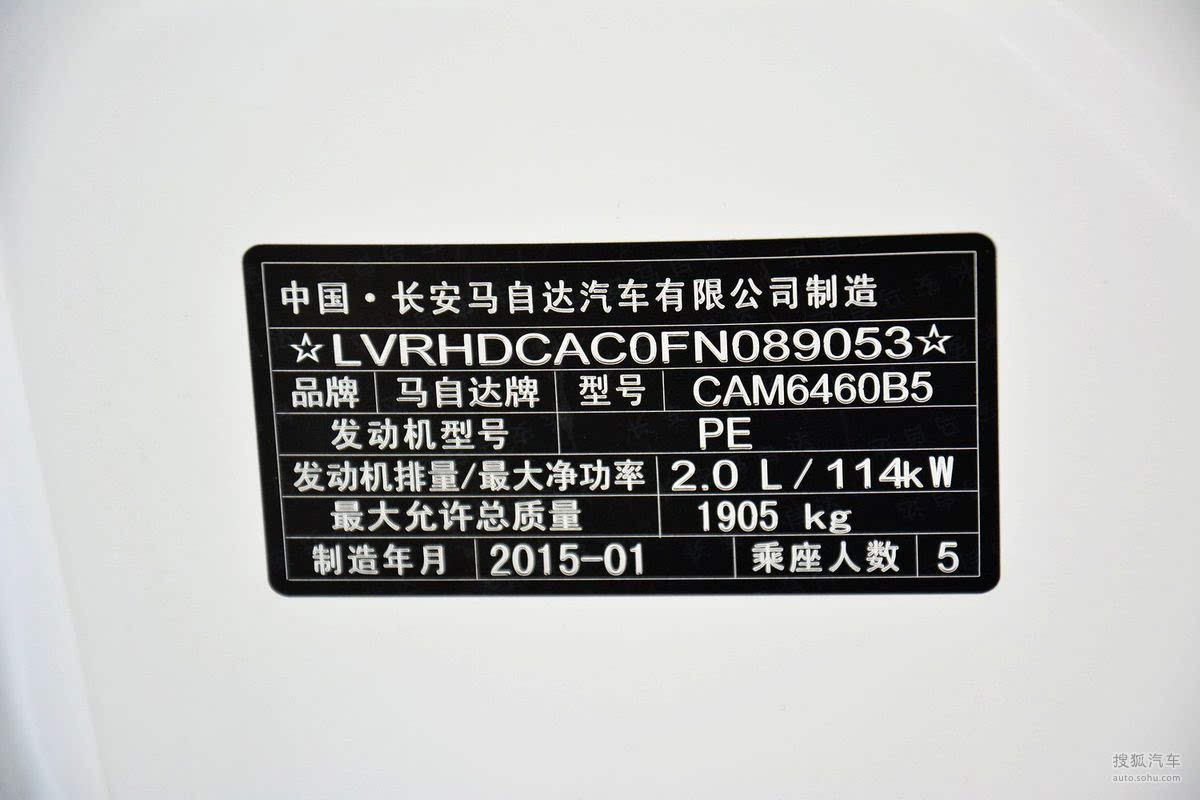 中国·长安马自达汽车有限公司制造
☆LVRHDCAC0FN089053☆
品牌 马自达牌 型号 CAM6460B5
发动机型号 PE
发动机排量/最大净功率 2.0 L / 114kW
最大允许总质量 1905 kg
制造年月 2015-01 乘座人数 5
搜狐汽车
auto.sohu.com